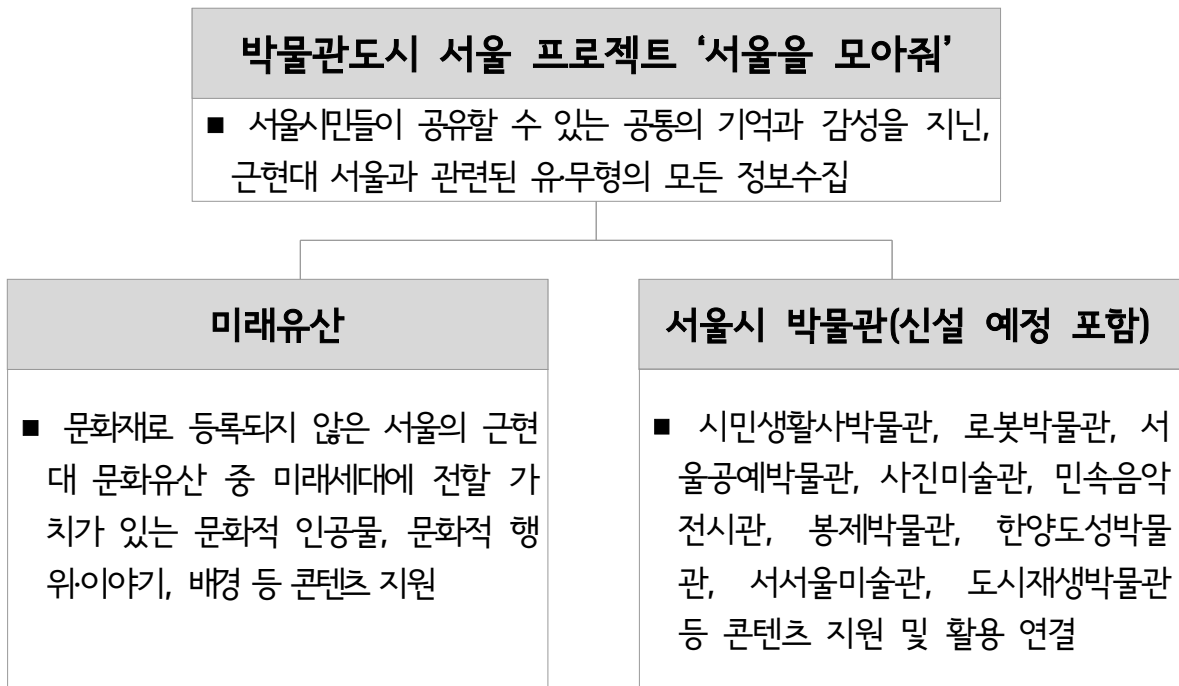 박물관도시 서울 프로젝트 ‘서울을 모아줘’
■ 서울시민들이 공유할 수 있는 공통의 기억과 감성을 지닌,
근현대 서울과 관련된 유·무형의 모든 정보수집
미래유산
■ 문화재로 등록되지 않은 서울의 근현
대 문화유산 중 미래세대에 전할 가
치가 있는 문화적 인공물, 문화적 행
위·이야기, 배경 등 콘텐츠 지원
서울시 박물관(신설 예정 포함)
■ 시민생활사박물관, 로봇박물관, 서
울공예박물관, 사진미술관, 민속음악
전시관, 봉제박물관, 한양도성박물
관, 서서울미술관, 도시재생박물관
등 콘텐츠 지원 및 활용 연결